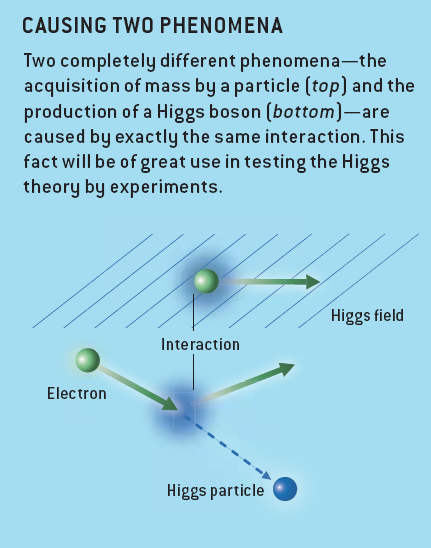 CAUSING TWO PHENOMENA
Two completely different phenomena—the
acquisition of mass by a particle (top) and the
production of a Higgs boson (bottom)—are
caused by exactly the same interaction. This
fact will be of great use in testing the Higgs
theory by experiments.
Higgs field
Interaction
Electron
Higgs particle